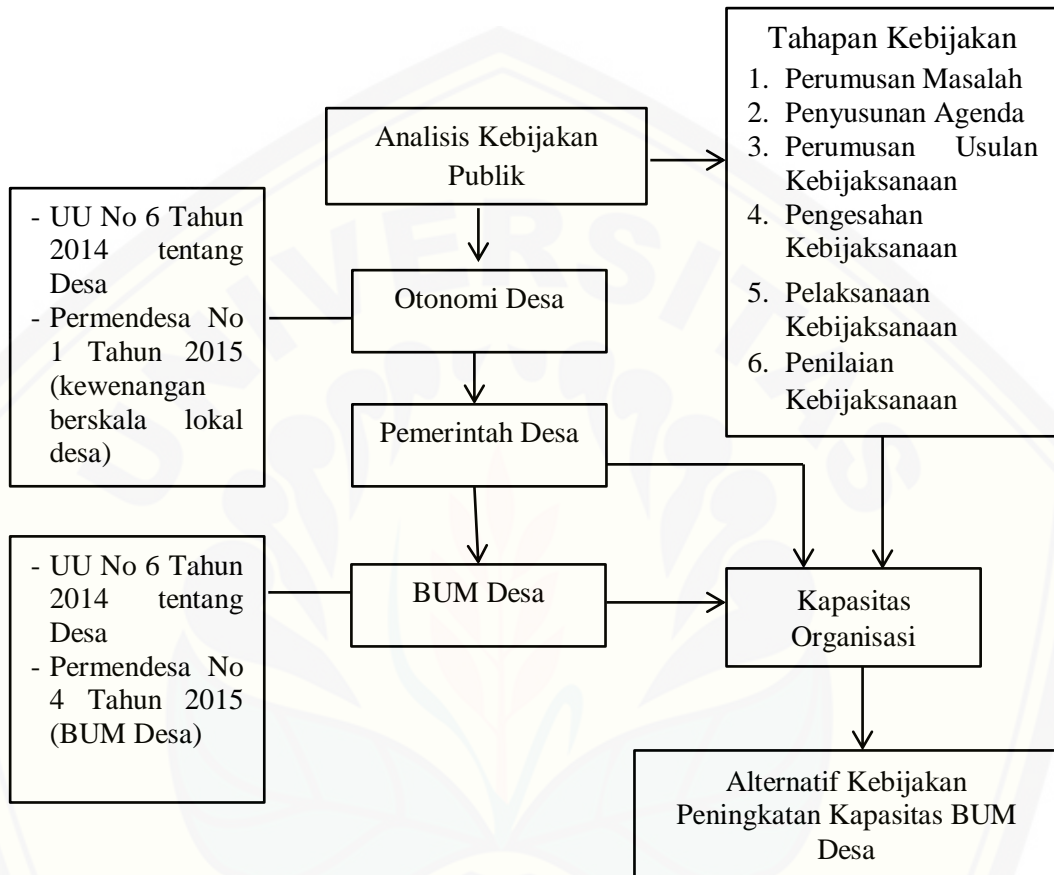 Analisis Kebijakan
Publik
Tahapan Kebijakan
1. Perumusan Masalah
2. Penyusunan Agenda
3. Perumusan Usulan
Kebijaksanaan
4. Pengesahan
Kebijaksanaan
5. Pelaksanaan
Kebijaksanaan
6. Penilaian
Kebijaksanaan
- UU No 6 Tahun
2014 tentang
Desa
- Permendesa No
1 Tahun 2015
(kewenangan
berskala lokal
desa)
Otonomi Desa
Pemerintah Desa
- UU No 6 Tahun
2014 tentang
Desa
- Permendesa No
4 Tahun 2015
(BUM Desa)
BUM Desa
Kapasitas
Organisasi
Alternatif Kebijakan
Peningkatan Kapasitas BUM
Desa
UNIVERSITAS